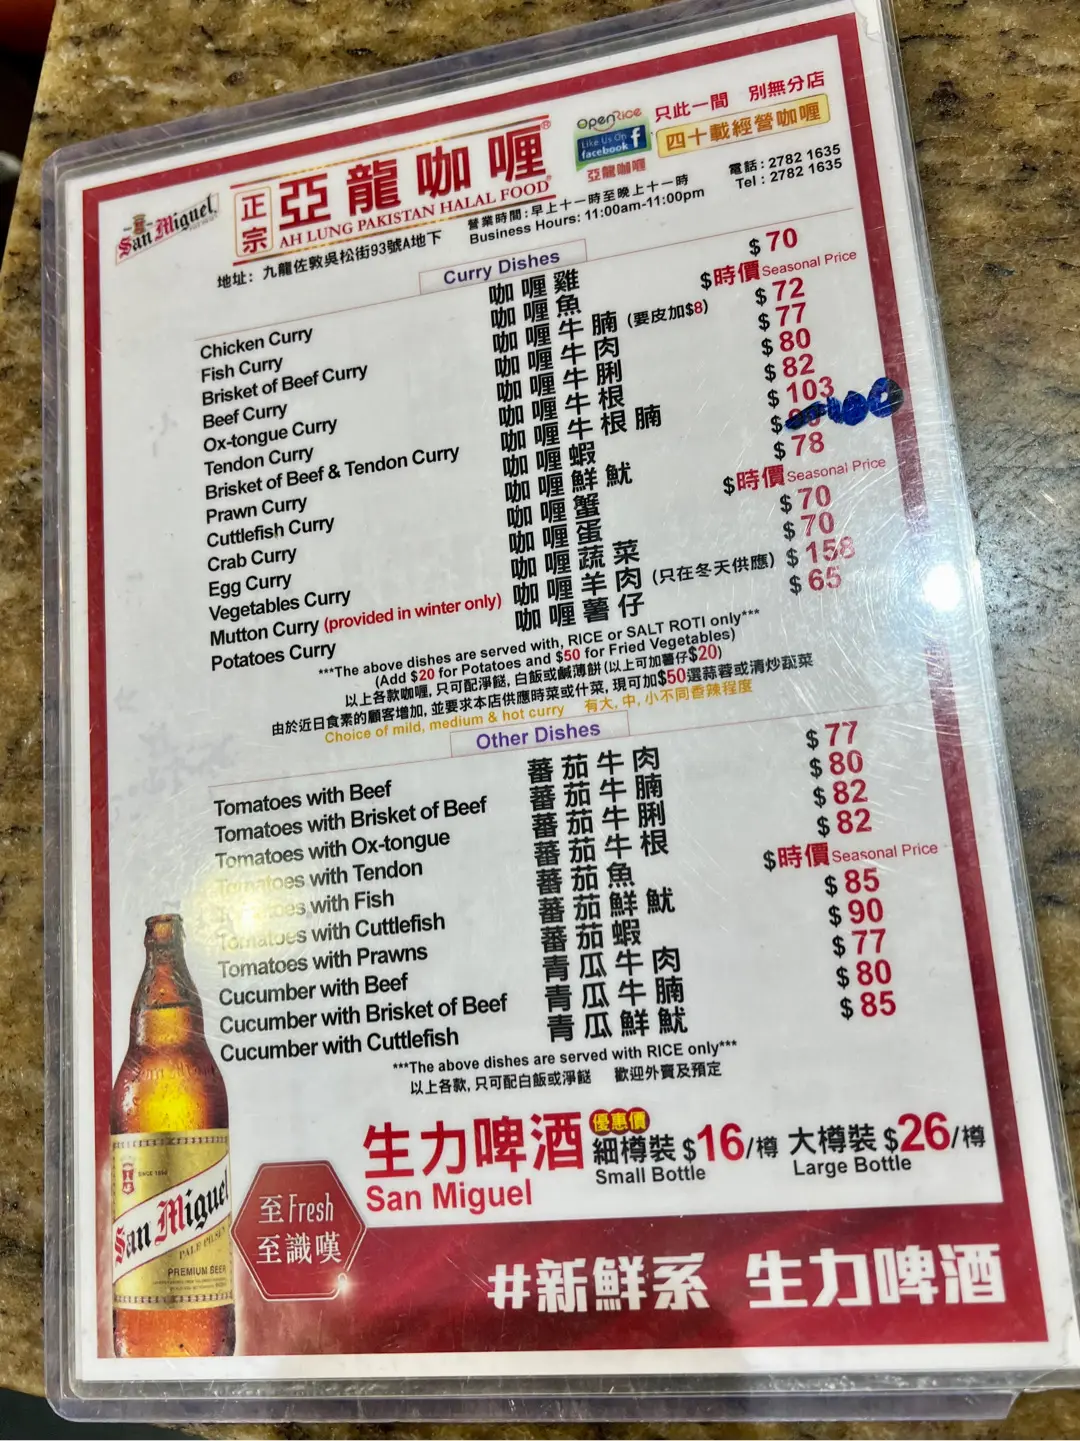 San Miguel
正宗
亞龍咖喱®
AH LUNG PAKISTAN HALAL FOOD®
OpenRice
Like Us On
facebook f
亞龍咖喱
只此一間 別無分店
四十載經營咖喱
地址: 九龍佐敦吳松街93號A地下
營業時間:早上十一時至晚上十一時
Business Hours: 11:00am-11:00pm
電話:2782 1635
Tel : 2782 1635
Curry Dishes
Chicken Curry 咖喱雞 $70
Fish Curry 咖喱魚 $時價 Seasonal Price
Brisket of Beef Curry 咖喱牛腩 (要皮加$8) $72
Beef Curry 咖喱牛肉 $77
Ox-tongue Curry 咖喱牛脷 $80
Tendon Curry 咖喱牛根 $82
Brisket of Beef & Tendon Curry 咖喱牛根腩 $103
Prawn Curry 咖喱蝦 $ 100
Cuttlefish Curry 咖喱鮮魷 $78
Crab Curry 咖喱蟹 $時價 Seasonal Price
Egg Curry 咖喱蛋 $70
Vegetables Curry 咖喱蔬菜 $70
Mutton Curry (provided in winter only) 咖喱羊肉 (只在冬天供應) $158
Potatoes Curry 咖喱薯仔 $65
***The above dishes are served with, RICE or SALT ROTI only***
(Add $20 for Potatoes and $50 for Fried Vegetables)
以上各款咖喱, 只可配淨餸, 白飯或鹹薄餅(以上可加薯仔$20)
由於近日食素的顧客增加, 並要求本店供應時菜或什菜, 現可加$50選蒜蓉或清炒蔬菜
Choice of mild, medium & hot curry 有大, 中, 小不同香辣程度
Other Dishes
Tomatoes with Beef 蕃茄牛肉 $77
Tomatoes with Brisket of Beef 蕃茄牛腩 $80
Tomatoes with Ox-tongue 蕃茄牛脷 $82
Tomatoes with Tendon 蕃茄牛根 $82
Tomatoes with Fish 蕃茄魚 $時價 Seasonal Price
Tomatoes with Cuttlefish 蕃茄鮮魷 $85
Tomatoes with Prawns 蕃茄蝦 $90
Cucumber with Beef 青瓜牛肉 $77
Cucumber with Brisket of Beef 青瓜牛腩 $80
Cucumber with Cuttlefish 青瓜鮮魷 $85
***The above dishes are served with RICE only***
以上各款, 只可配白飯或淨餸 歡迎外賣及預定
生力啤酒 優惠價 細樽裝 $16/樽 大樽裝 $26/樽
San Miguel Small Bottle Large Bottle
至Fresh
至識嘆
#新鮮系 生力啤酒
SINCE 1890
San Miguel
PALE PILSEN
PREMIUM BEER